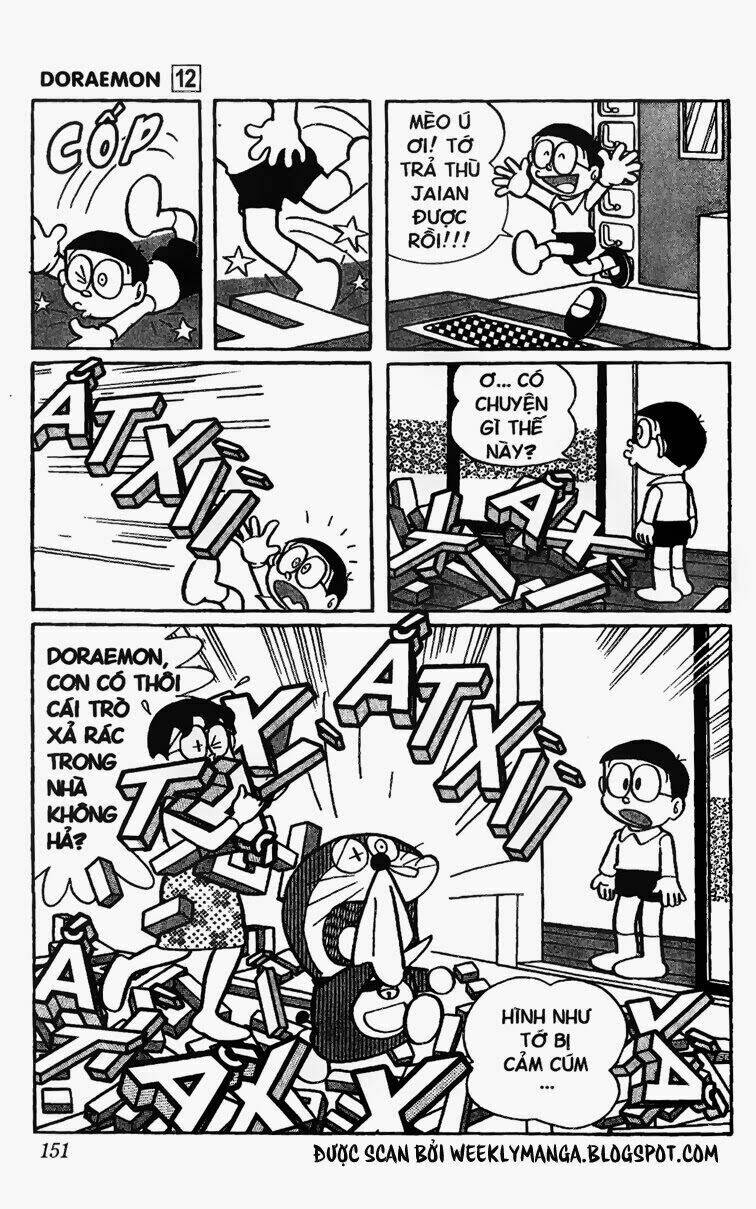 DORAEMON 12
MÈO Ú
ƠI! TỚ
TRẢ THÙ
JAIAN
ĐƯỢC
RỒI!!!
CỐP
Ơ... CÓ
CHUYỆN
GÌ THẾ
NÀY?
ẮTXÌÌ
ẮTXÌÌ
DORAEMON,
CON CÓ THÔI
CÁI TRÒ
XẢ RÁC
TRONG
NHÀ
KHÔNG
HẢ?
HÌNH NHƯ
TỚ BỊ
CẢM CÚM
...
151
ĐƯỢC SCAN BỞI WEEKLYMANGA.BLOGSPOT.COM